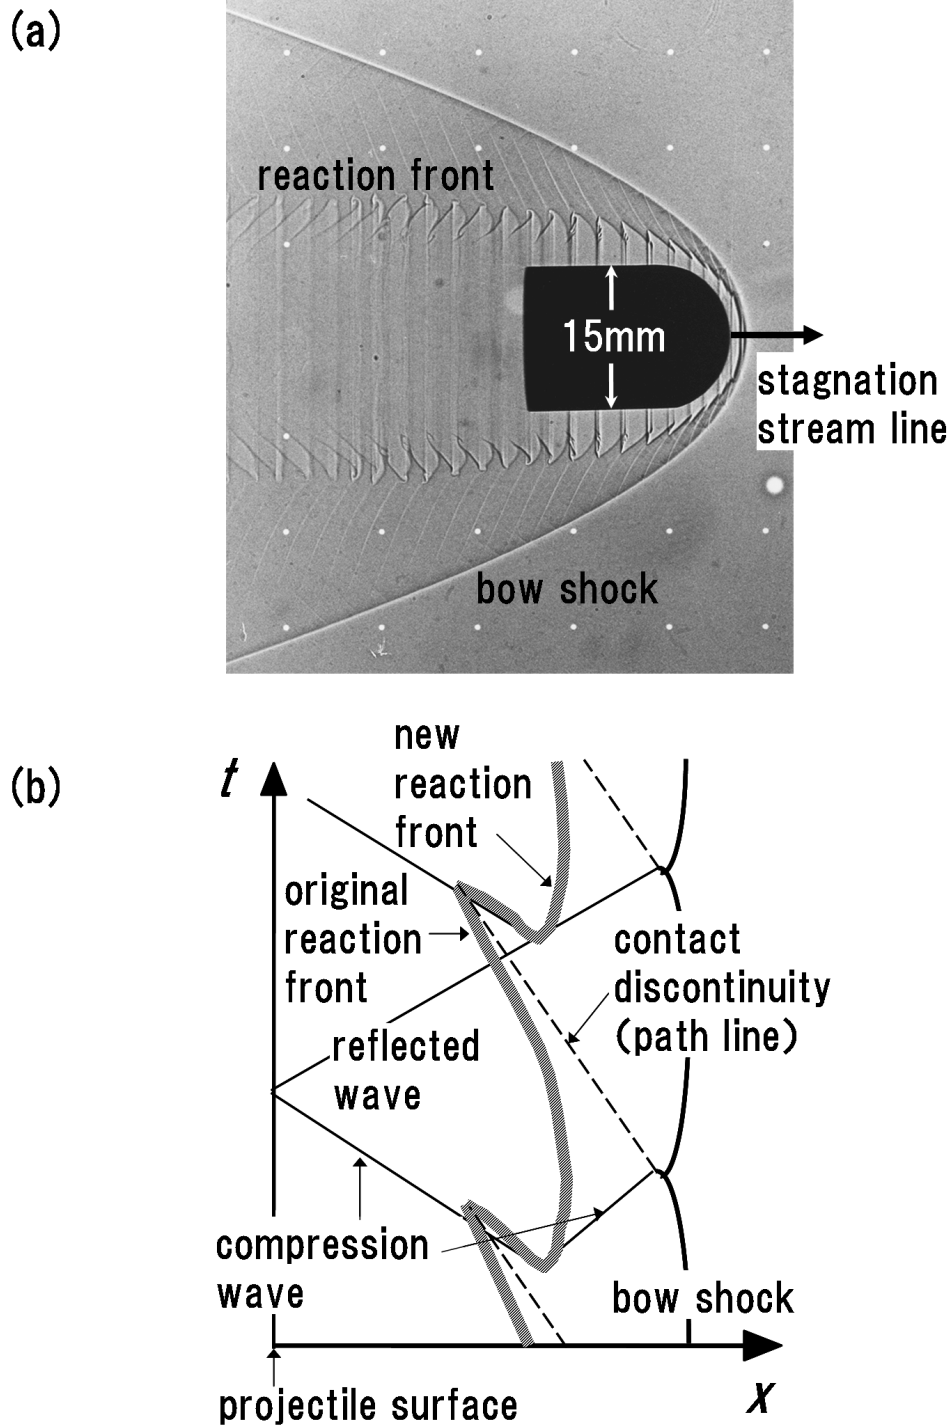 (a)
reaction front
15mm
stagnation
stream line
bow shock
(b)
t
new
reaction
front
original
reaction
front
contact
discontinuity
(path line)
reflected
wave
compression
wave
bow shock
x
projectile surface